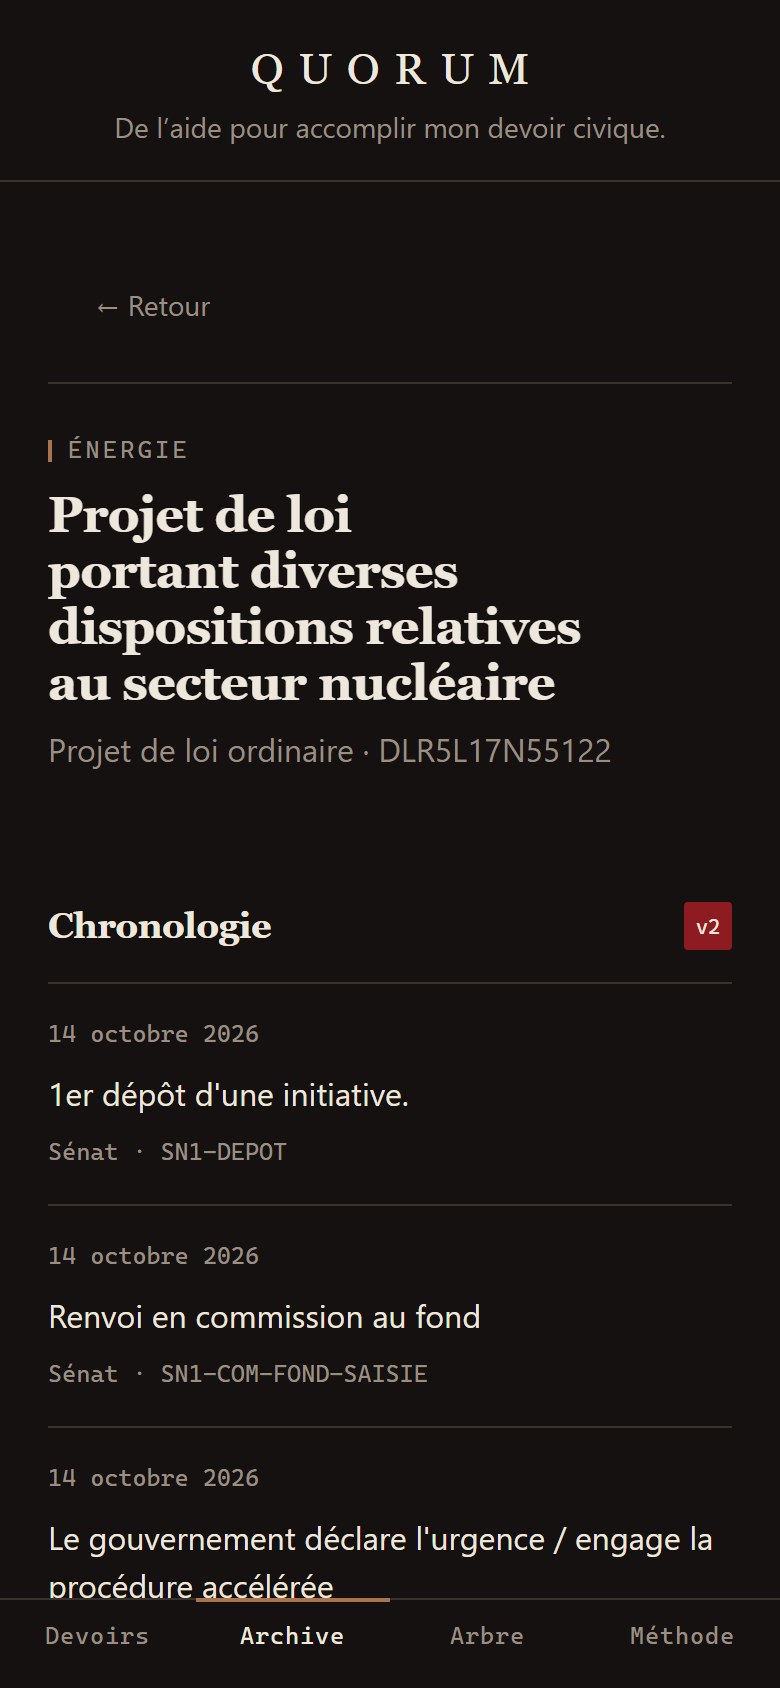 QUORUM
De l’aide pour accomplir mon devoir civique.
← Retour
ÉNERGIE
Projet de loi
portant diverses
dispositions relatives
au secteur nucléaire
Projet de loi ordinaire · DLR5L17N55122
Chronologie
v2
14 octobre 2026
1er dépôt d'une initiative.
Sénat · SN1-DEPOT
14 octobre 2026
Renvoi en commission au fond
Sénat · SN1-COM-FOND-SAISIE
14 octobre 2026
Le gouvernement déclare l'urgence / engage la
procédure accélérée
Devoirs
Archive
Arbre
Méthode